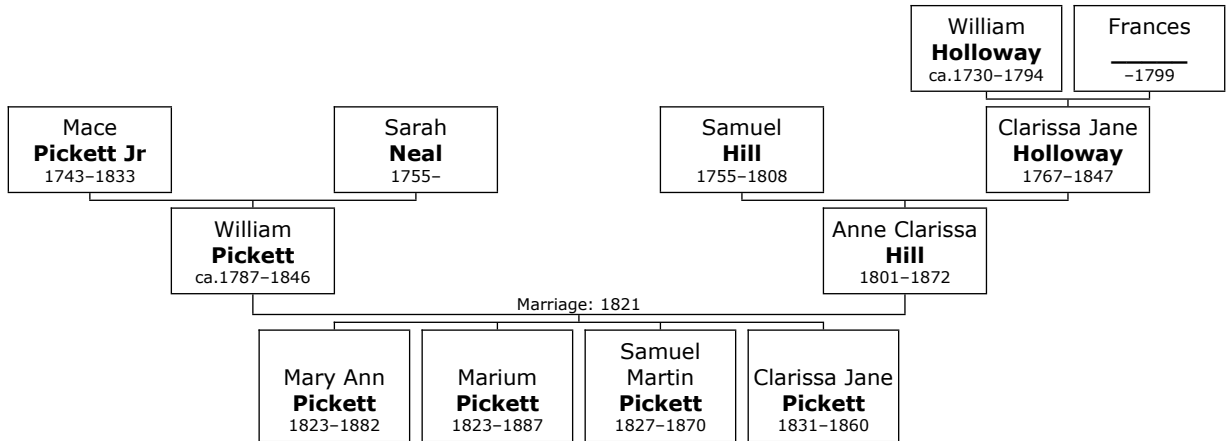 William
Holloway
ca.1730–1794
Frances
_______
–1799
Mace
Pickett Jr
1743–1833
Sarah
Neal
1755–
Samuel
Hill
1755–1808
Clarissa Jane
Holloway
1767–1847
William
Pickett
ca.1787–1846
Anne Clarissa
Hill
1801–1872
Marriage: 1821
Mary Ann
Pickett
1823–1882
Marium
Pickett
1823–1887
Samuel
Martin
Pickett
1827–1870
Clarissa Jane
Pickett
1831–1860